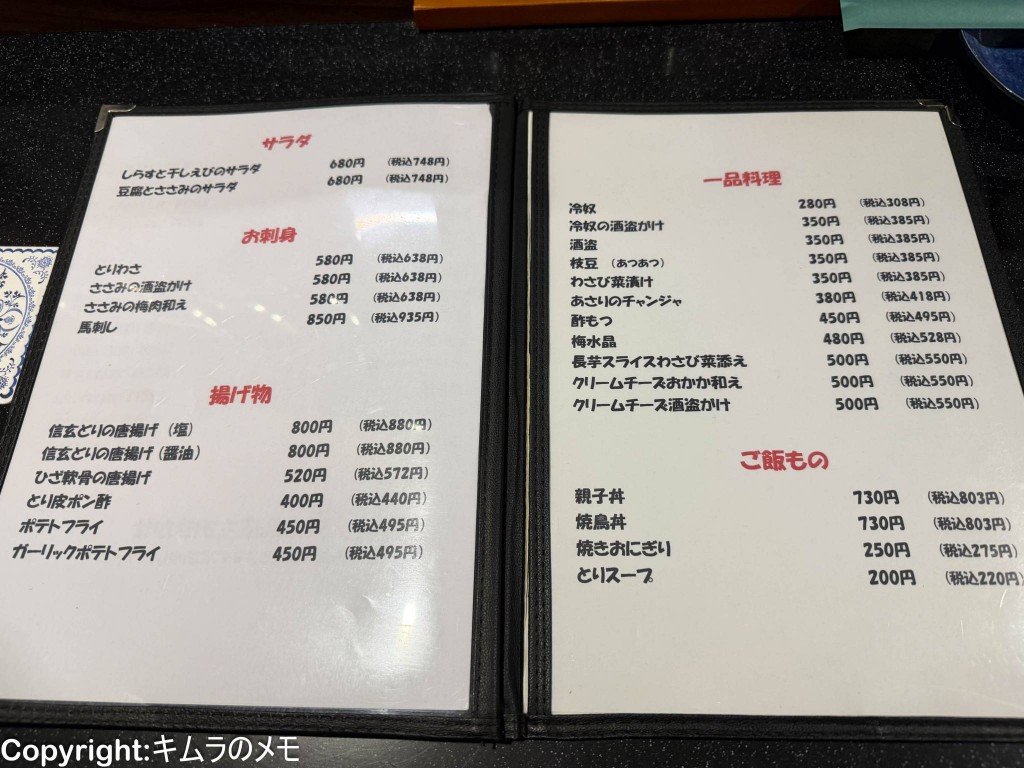 サラダ
しらすと干しえびのサラダ 680円 (税込748円)
豆腐とささみのサラダ 680円 (税込748円)
お刺身
とりわさ 580円 (税込638円)
ささみの酒盗がけ 580円 (税込638円)
ささみの梅肉和え 580円 (税込638円)
馬刺し 850円 (税込935円)
揚げ物
信玄どりの唐揚げ (塩) 800円 (税込880円)
信玄どりの唐揚げ (醤油) 800円 (税込880円)
ひざ軟骨の唐揚げ 520円 (税込572円)
とり皮ポン酢 400円 (税込440円)
ポテトフライ 450円 (税込495円)
ガーリックポテトフライ 450円 (税込495円)
一品料理
冷奴 280円 (税込308円)
冷奴の酒盗がけ 350円 (税込385円)
酒盗 350円 (税込385円)
枝豆 (あつあつ) 350円 (税込385円)
わさび菜漬け 350円 (税込385円)
あさりのチャンジャ 380円 (税込418円)
酢もつ 450円 (税込495円)
梅水晶 480円 (税込528円)
長芋スライスわさび菜添え 500円 (税込550円)
クリームチーズおかか和え 500円 (税込550円)
クリームチーズ酒盗がけ 500円 (税込550円)
ご飯もの
親子丼 730円 (税込803円)
焼鳥丼 730円 (税込803円)
焼きおにぎり 250円 (税込275円)
とりスープ 200円 (税込220円)
Copyright:キムラのメモ